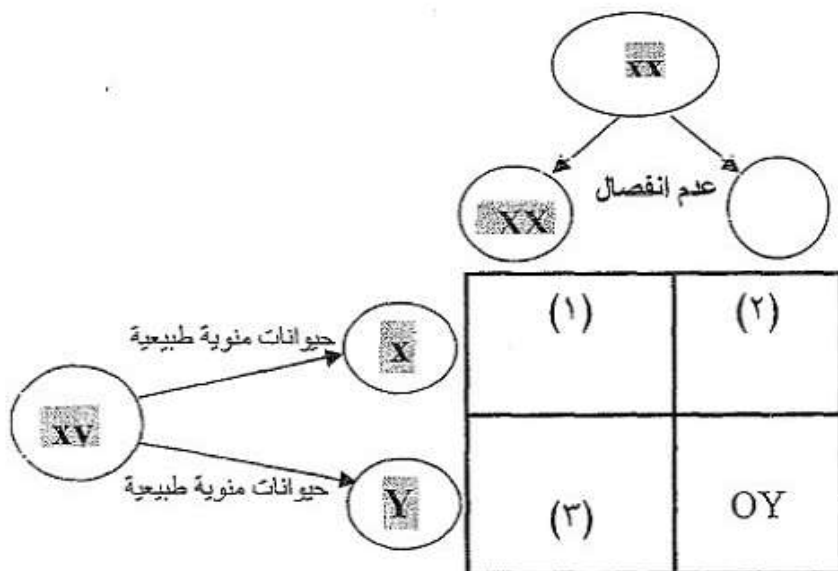 xx
عدم انفصال
XX
(١)
(٢)
حيوانات منوية طبيعية
x
xy
حيوانات منوية طبيعية
Y
(٣)
OY